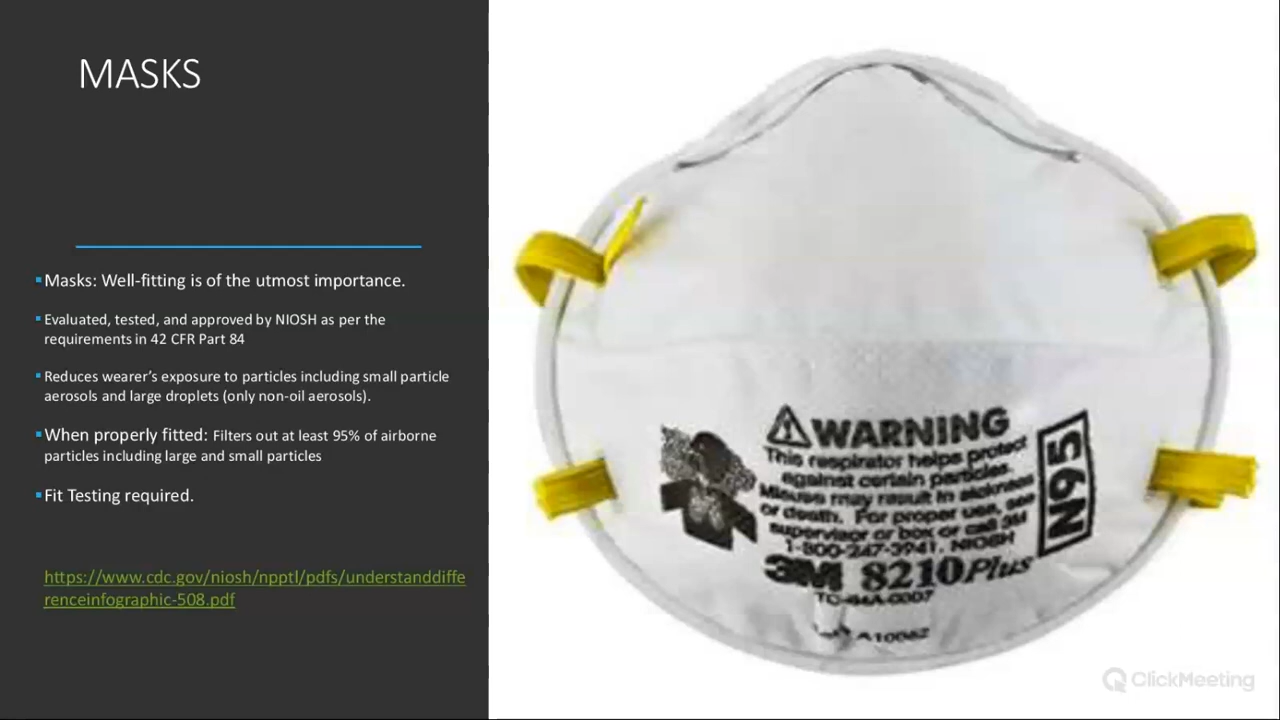 MASKS
Masks: Well-fitting is of the utmost importance.
Evaluated, tested, and approved by NIOSH as per the
requirements in 42 CFR Part 84
Reduces wearer's exposure to particles including small particle
aerosols and large droplets (only non-oil aerosols).
When properly fitted: Filters out at least 95% of airborne
particles including large and small particles
Fit Testing required.
https://www.cdc.gov/niosh/npptl/pdfs/understanddiffe
renceinfographic-508.pdf
WARNING
This respirator helps protect
against certain particles.
Misuse may result in sickness
or death. For proper use, see
supervisor or box or call 3M
1-800-247-3941. NIOSH
N95
3M 8210Plus
TC-84A-0007
A10062
ClickMeeting